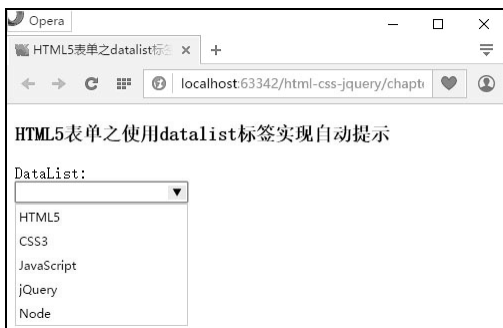 Opera
HTML5表单之datalist标签
localhost:63342/html-css-jquery/chapte
HTML5表单之使用datalist标签实现自动提示
DataList:
HTML5
CSS3
JavaScript
jQuery
Node